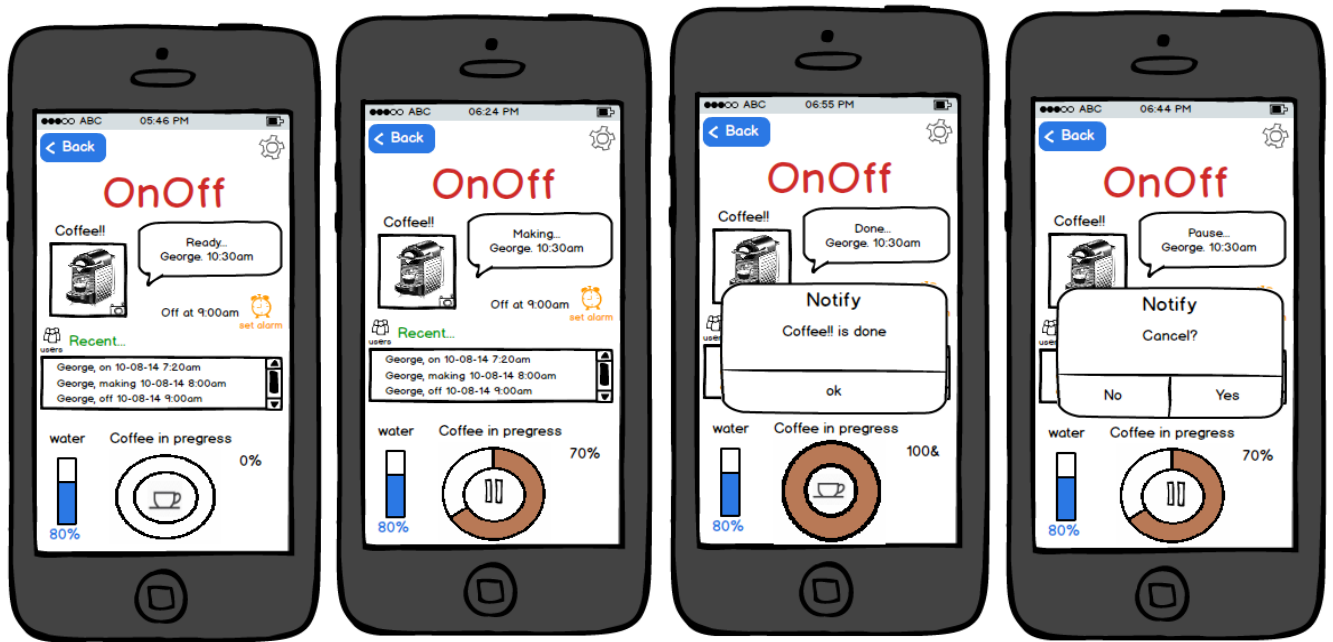 ABC 05:46 PM
< Back
OnOff
Coffee!!
Ready...
George. 10:30am
Off at 9:00am
set alarm
users
Recent...
George, on 10-08-14 7:20am
George, making 10-08-14 8:00am
George, off 10-08-14 9:00am
water
Coffee in pregress
0%
80%
ABC 06:24 PM
< Back
OnOff
Coffee!!
Making...
George. 10:30am
Off at 9:00am
set alarm
users
Recent...
George, on 10-08-14 7:20am
George, making 10-08-14 8:00am
George, off 10-08-14 9:00am
water
Coffee in pregress
70%
80%
ABC 06:55 PM
< Back
OnOff
Coffee!!
Done...
George. 10:30am
Notify
Coffee!! is done
ok
water
Coffee in pregress
100&
80%
ABC 06:44 PM
< Back
OnOff
Coffee!!
Pause...
George. 10:30am
Notify
Cancel?
No
Yes
water
Coffee in pregress
70%
80%